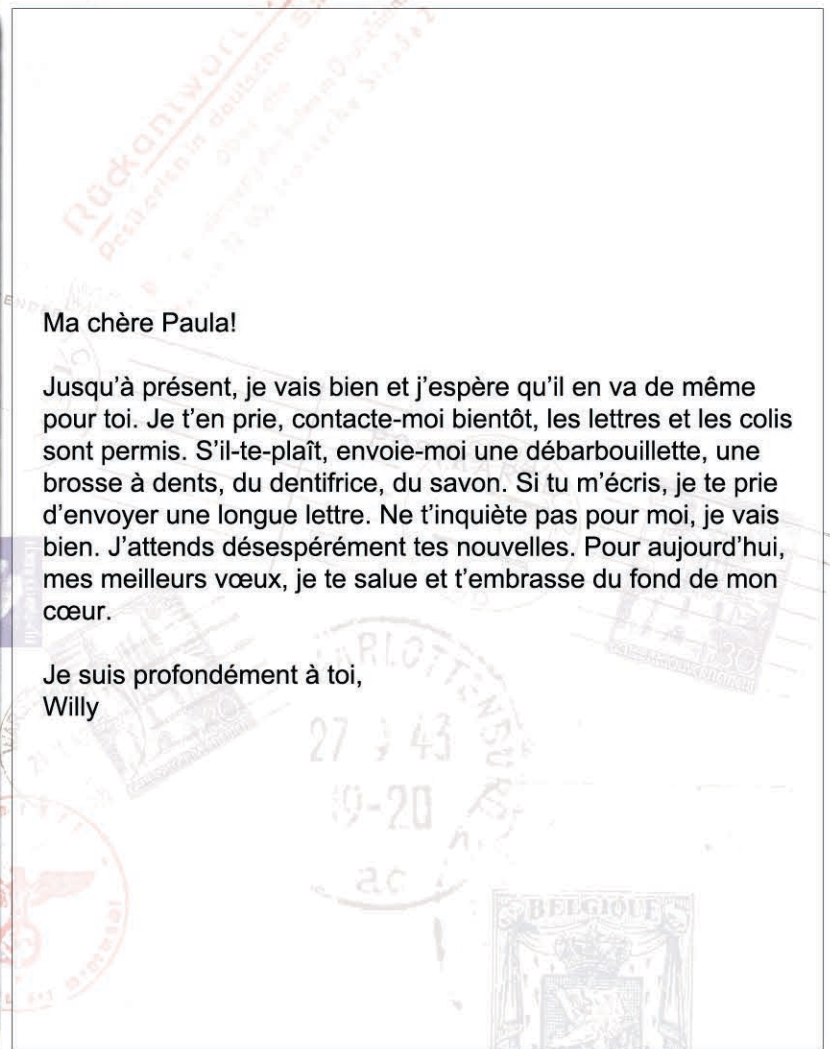 Rückantwort
Ma chère Paula!
Jusqu'à présent, je vais bien et j'espère qu'il en va de même
pour toi. Je t'en prie, contacte-moi bientôt, les lettres et les colis
sont permis. S'il-te-plaît, envoie-moi une débarbouillette, une
brosse à dents, du dentifrice, du savon. Si tu m'écris, je te prie
d'envoyer une longue lettre. Ne t'inquiète pas pour moi, je vais
bien. J'attends désespérément tes nouvelles. Pour aujourd'hui,
mes meilleurs vœux, je te salue et t'embrasse du fond de mon
cœur.
Je suis profondément à toi,
Willy
27 43
BELGIQUE